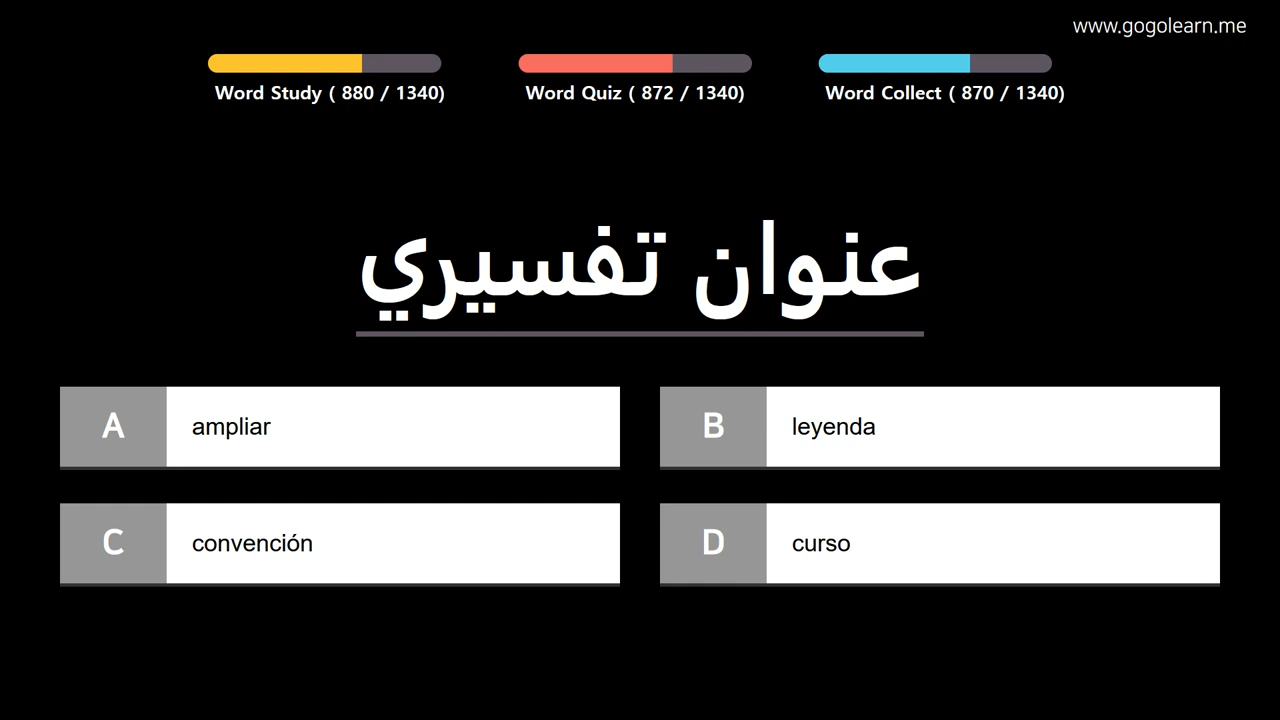 www.gogolearn.me
Word Study ( 880 / 1340)
Word Quiz ( 872 / 1340)
Word Collect ( 870 / 1340)
عنوان تفسيري
A ampliar
B leyenda
C convención
D curso